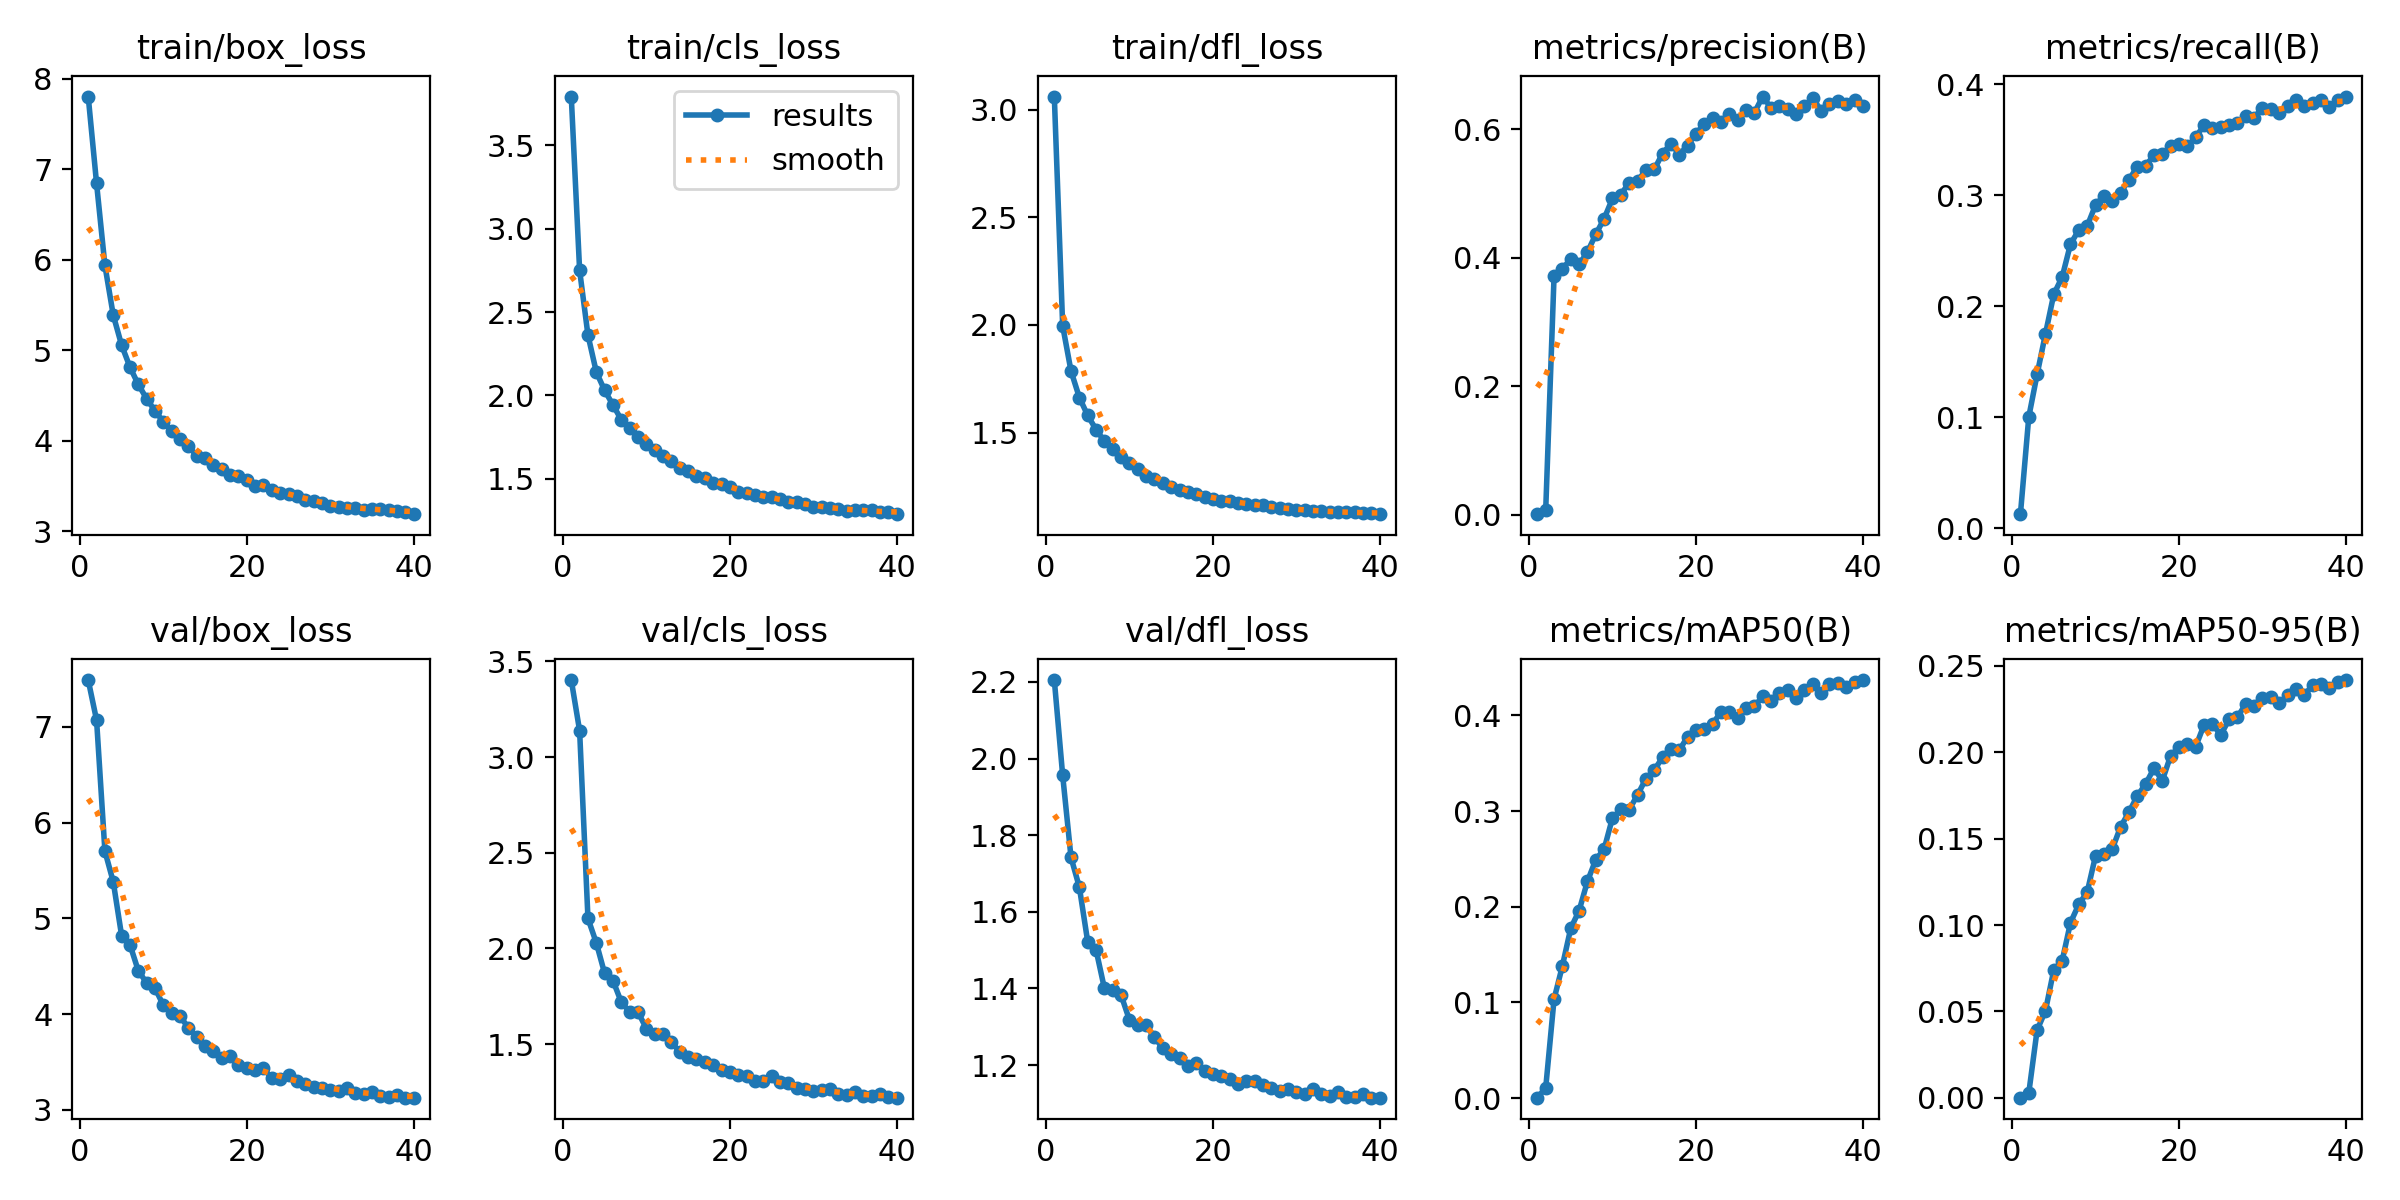 train/box_loss
8
7
6
5
4
3
0 20 40
train/cls_loss
results
smooth
3.5
3.0
2.5
2.0
1.5
0 20 40
train/dfl_loss
3.0
2.5
2.0
1.5
0 20 40
metrics/precision(B)
0.6
0.4
0.2
0.0
0 20 40
metrics/recall(B)
0.4
0.3
0.2
0.1
0.0
0 20 40
val/box_loss
7
6
5
4
3
0 20 40
val/cls_loss
3.5
3.0
2.5
2.0
1.5
0 20 40
val/dfl_loss
2.2
2.0
1.8
1.6
1.4
1.2
0 20 40
metrics/mAP50(B)
0.4
0.3
0.2
0.1
0.0
0 20 40
metrics/mAP50-95(B)
0.25
0.20
0.15
0.10
0.05
0.00
0 20 40